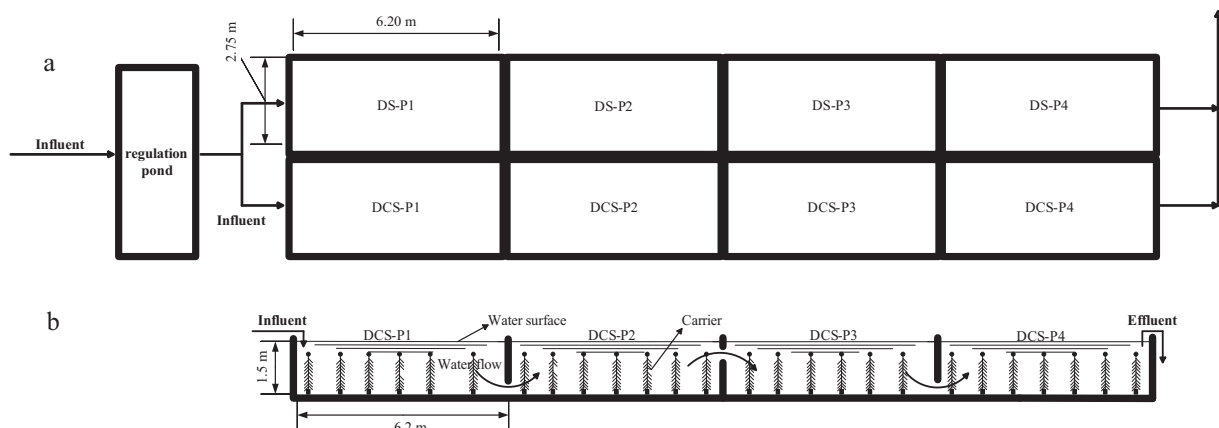 a
6.20 m
2.75 m
DS-P1
DS-P2
DS-P3
DS-P4
Influent
regulation
pond
Influent
DCS-P1
DCS-P2
DCS-P3
DCS-P4
b
Influent
DCS-P1
Water surface
DCS-P2
Carrier
DCS-P3
DCS-P4
Effluent
1.5 m
Water flow
6.2 m